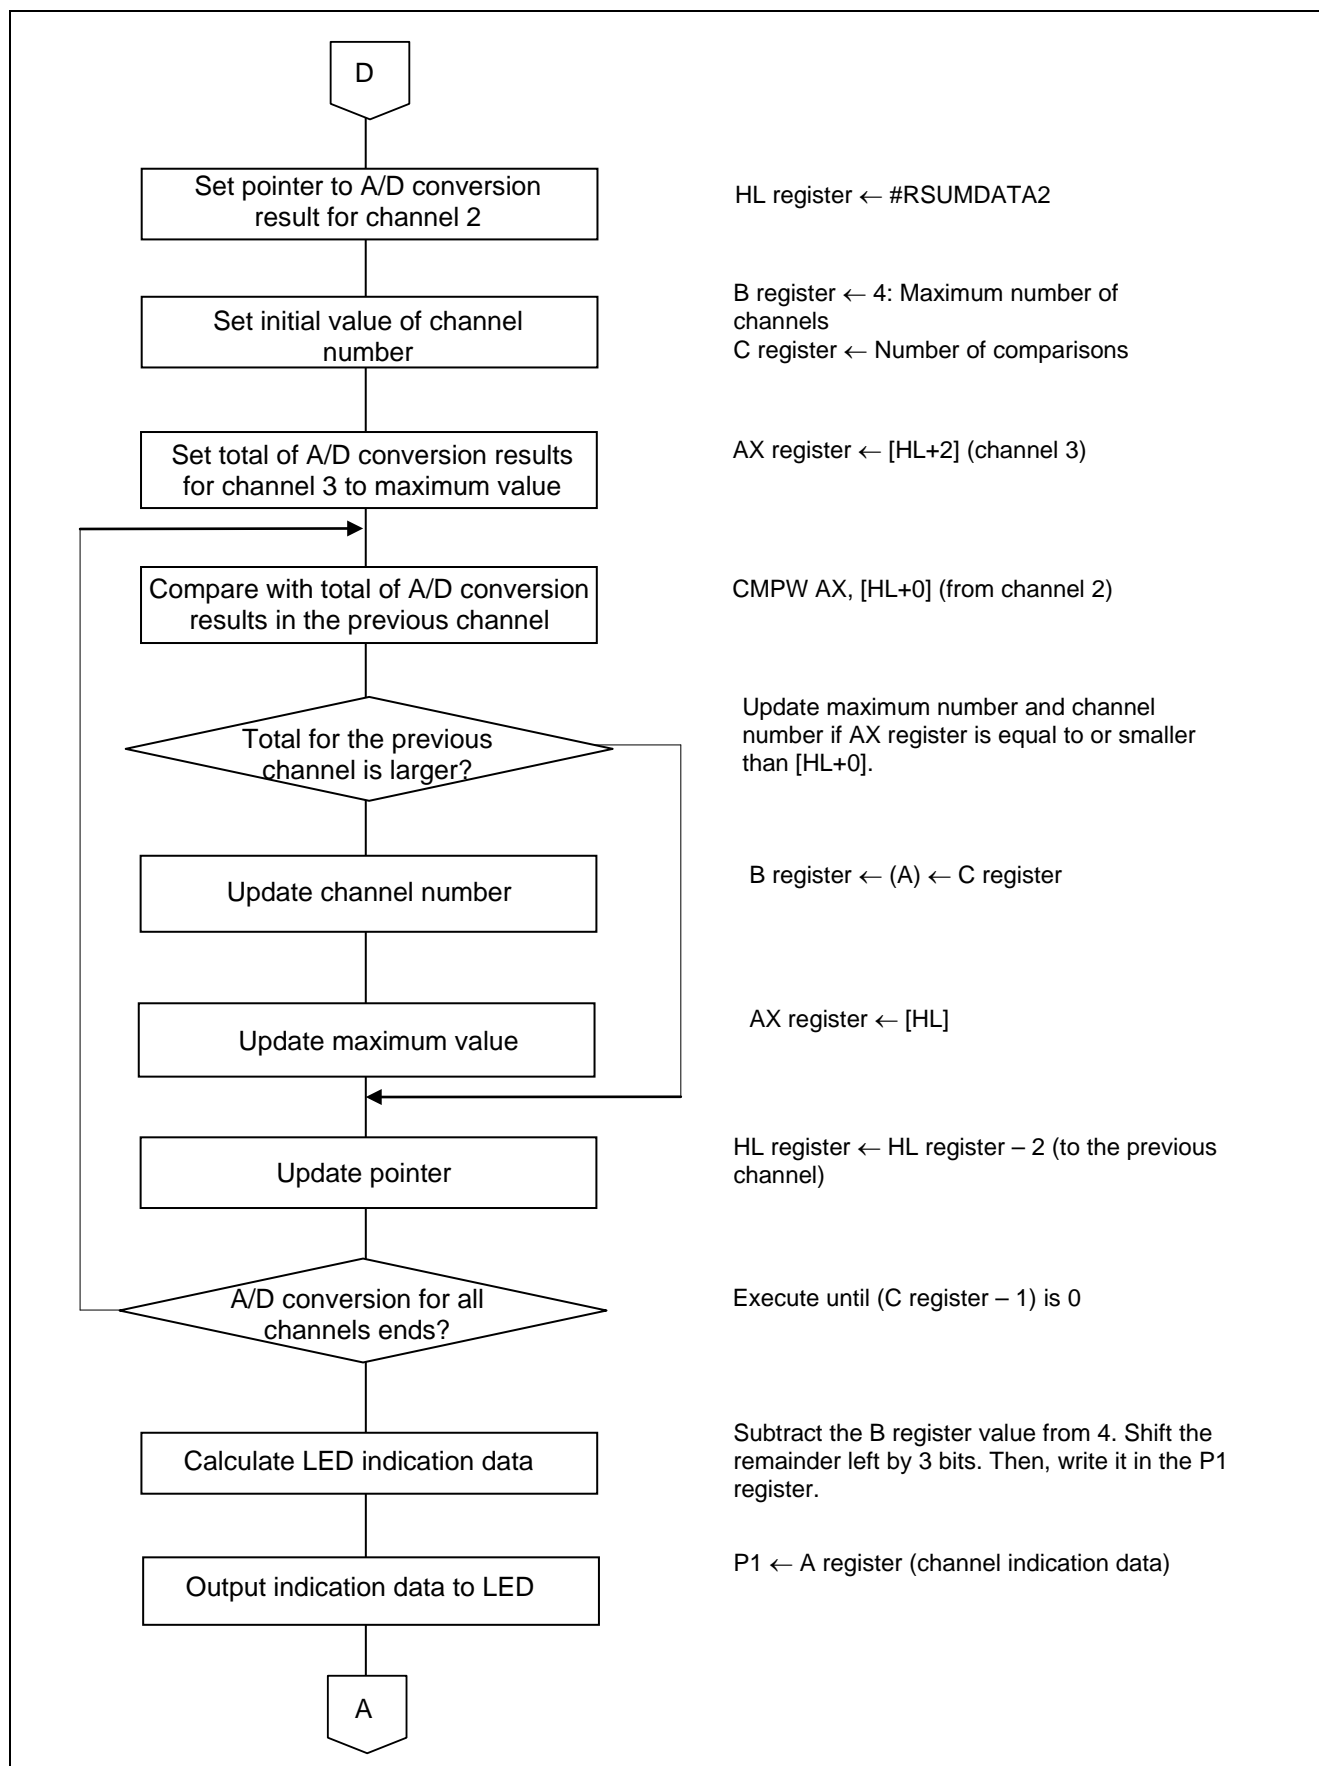 D
Set pointer to A/D conversion
result for channel 2
HL register ← #RSUMDATA2
Set initial value of channel
number
B register ← 4: Maximum number of
channels
C register ← Number of comparisons
Set total of A/D conversion results
for channel 3 to maximum value
AX register ← [HL+2] (channel 3)
Compare with total of A/D conversion
results in the previous channel
CMPW AX, [HL+0] (from channel 2)
Total for the previous
channel is larger?
Update maximum number and channel
number if AX register is equal to or smaller
than [HL+0].
Update channel number
B register ← (A) ← C register
Update maximum value
AX register ← [HL]
Update pointer
HL register ← HL register – 2 (to the previous
channel)
A/D conversion for all
channels ends?
Execute until (C register – 1) is 0
Calculate LED indication data
Subtract the B register value from 4. Shift the
remainder left by 3 bits. Then, write it in the P1
register.
Output indication data to LED
P1 ← A register (channel indication data)
A